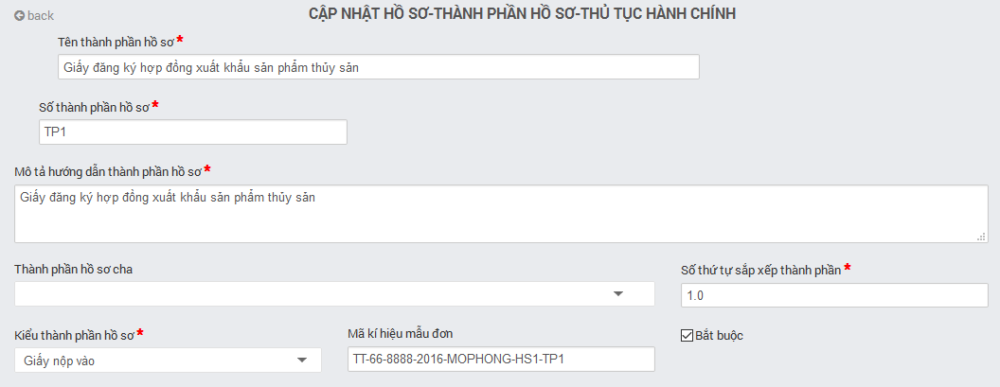 back
CẬP NHẬT HỒ SƠ-THÀNH PHẦN HỒ SƠ-THỦ TỤC HÀNH CHÍNH
Tên thành phần hồ sơ *
Giấy đăng ký hợp đồng xuất khẩu sản phẩm thủy sản
Số thành phần hồ sơ *
TP1
Mô tả hướng dẫn thành phần hồ sơ *
Giấy đăng ký hợp đồng xuất khẩu sản phẩm thủy sản
Thành phần hồ sơ cha
Số thứ tự sắp xếp thành phần *
1.0
Kiểu thành phần hồ sơ *
Giấy nộp vào
Mã kí hiệu mẫu đơn
TT-66-8888-2016-MOPHONG-HS1-TP1
Bắt buộc